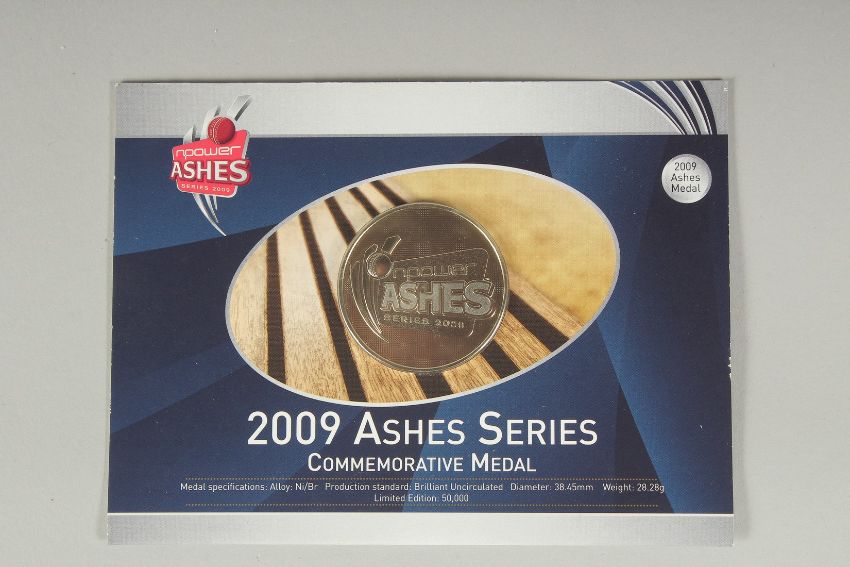 npower
ASHES
SERIES 2009
2009
Ashes
Medal
npower
ASHES
SERIES 2009
2009 ASHES SERIES
COMMEMORATIVE MEDAL
Medal specifications: Alloy: Ni/Br Production standard: Brilliant Uncirculated Diameter: 38.45mm Weight: 28.28g
Limited Edition: 50,000